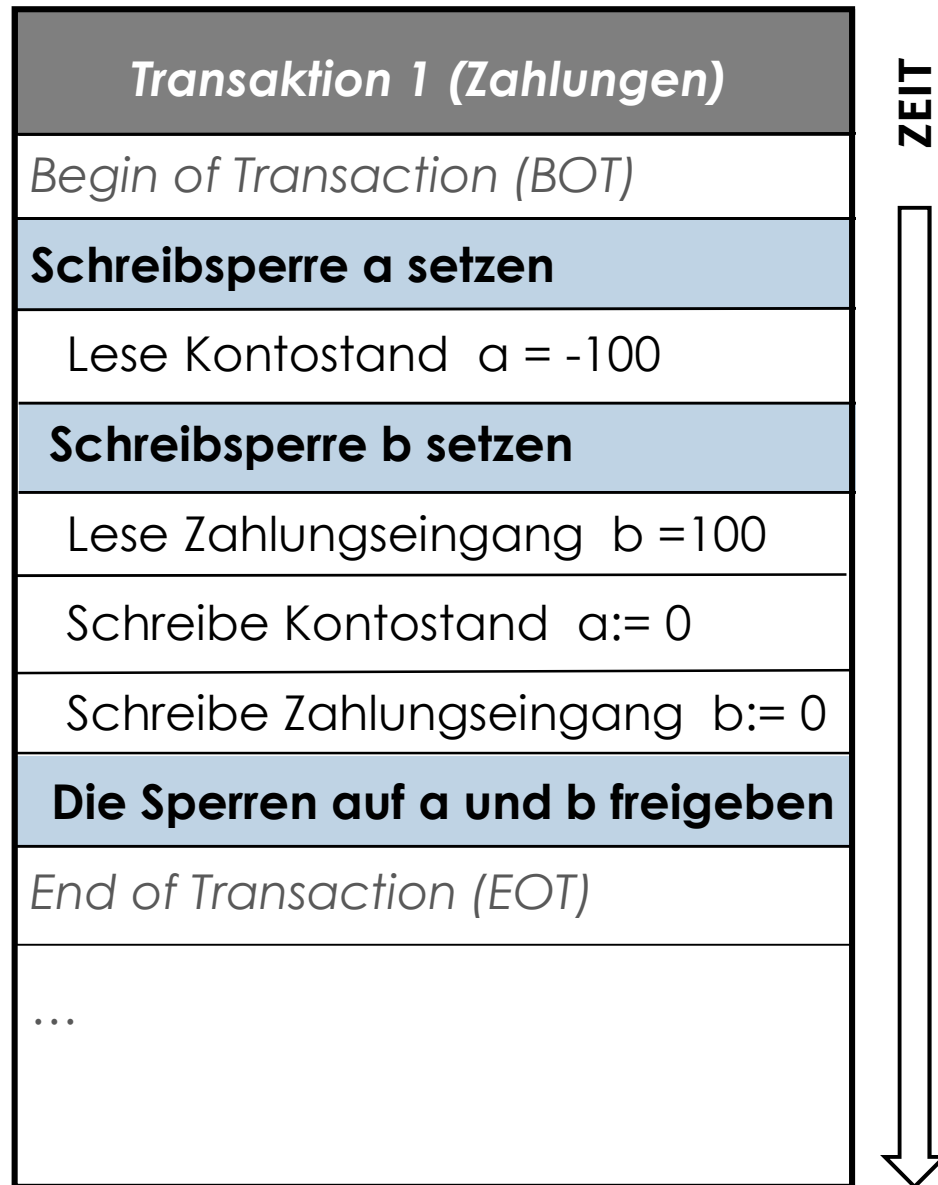 Transaktion 1 (Zahlungen)
ZEIT
Begin of Transaction (BOT)
Schreibsperre a setzen
Lese Kontostand a = -100
Schreibsperre b setzen
Lese Zahlungseingang b =100
Schreibe Kontostand a:= 0
Schreibe Zahlungseingang b:= 0
Die Sperren auf a und b freigeben
End of Transaction (EOT)
…